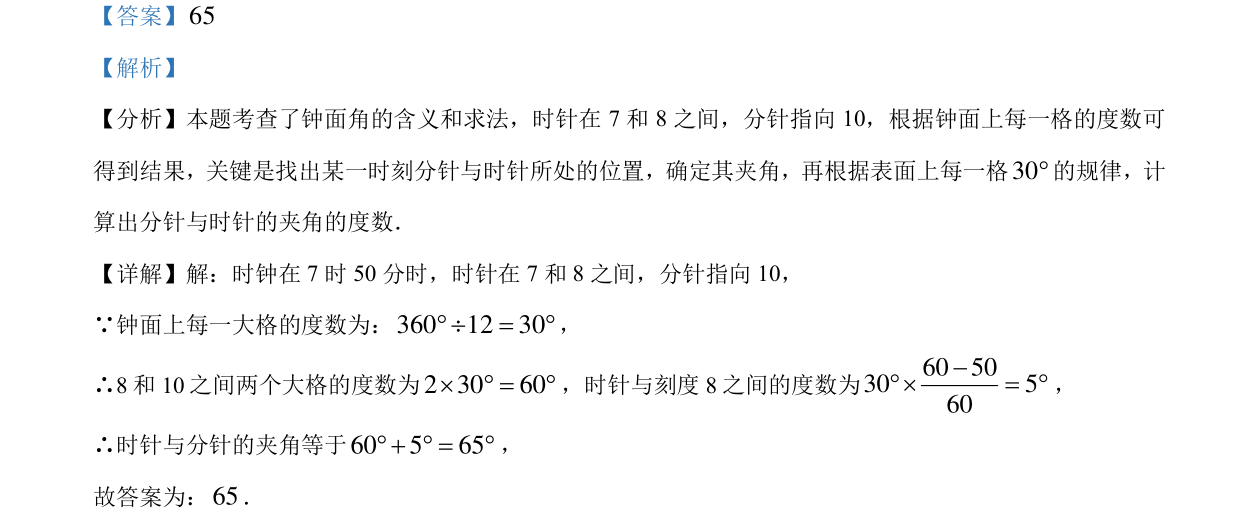 【答案】65
【解析】
【分析】本题考查了钟面角的含义和求法，时针在 7 和 8 之间，分针指向 10，根据钟面上每一格的度数可
得到结果，关键是找出某一时刻分针与时针所处的位置，确定其夹角，再根据表面上每一格30°的规律，计
算出分针与时针的夹角的度数．
【详解】解：时钟在 7 时 50 分时，时针在 7 和 8 之间，分针指向 10，
∵钟面上每一大格的度数为：360°÷12＝30°，
∴8 和 10 之间两个大格的度数为2×30°＝60°，时针与刻度 8 之间的度数为30°×\frac{60－50}{60}＝5°，
∴时针与分针的夹角等于60°＋5°＝65°，
故答案为：65．